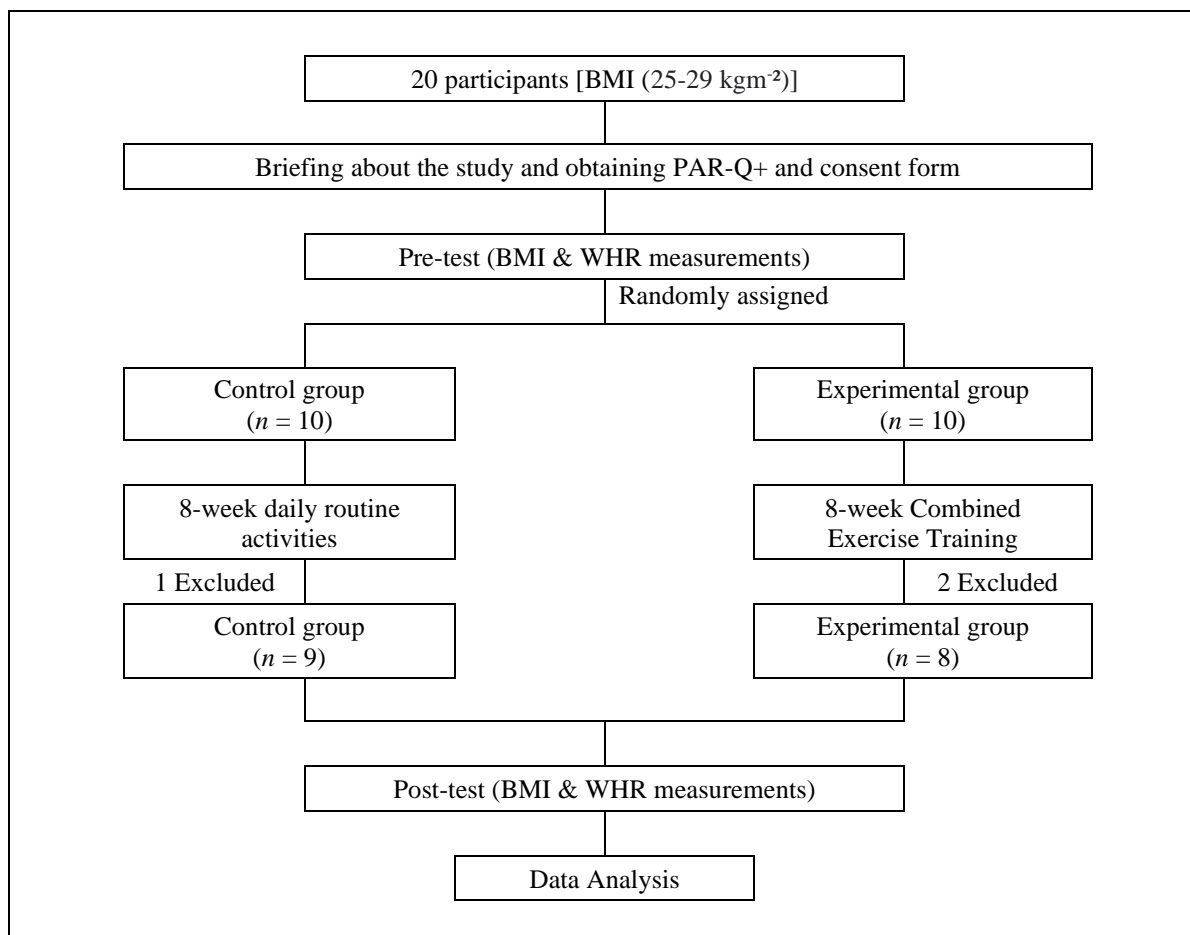 20 participants [BMI (25-29 kgm⁻²)]
Briefing about the study and obtaining PAR-Q+ and consent form
Pre-test (BMI & WHR measurements)
Randomly assigned
Control group
(n = 10)
Experimental group
(n = 10)
8-week daily routine
activities
8-week Combined
Exercise Training
1 Excluded
2 Excluded
Control group
(n = 9)
Experimental group
(n = 8)
Post-test (BMI & WHR measurements)
Data Analysis